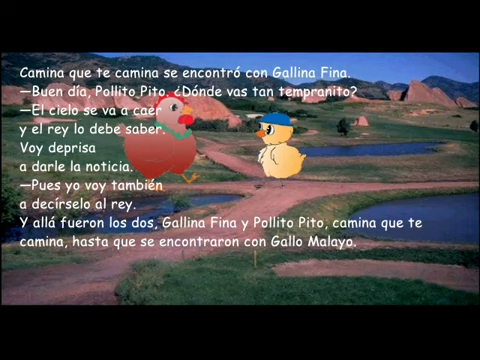 Camina que te camina se encontró con Gallina Fina.
—Buen día, Pollito Pito. ¿Dónde vas tan tempranito?
—El cielo se va a caer
y el rey lo debe saber.
Voy deprisa
a darle la noticia.
—Pues yo voy también
a decírselo al rey.
Y allá fueron los dos, Gallina Fina y Pollito Pito, camina que te
camina, hasta que se encontraron con Gallo Malayo.